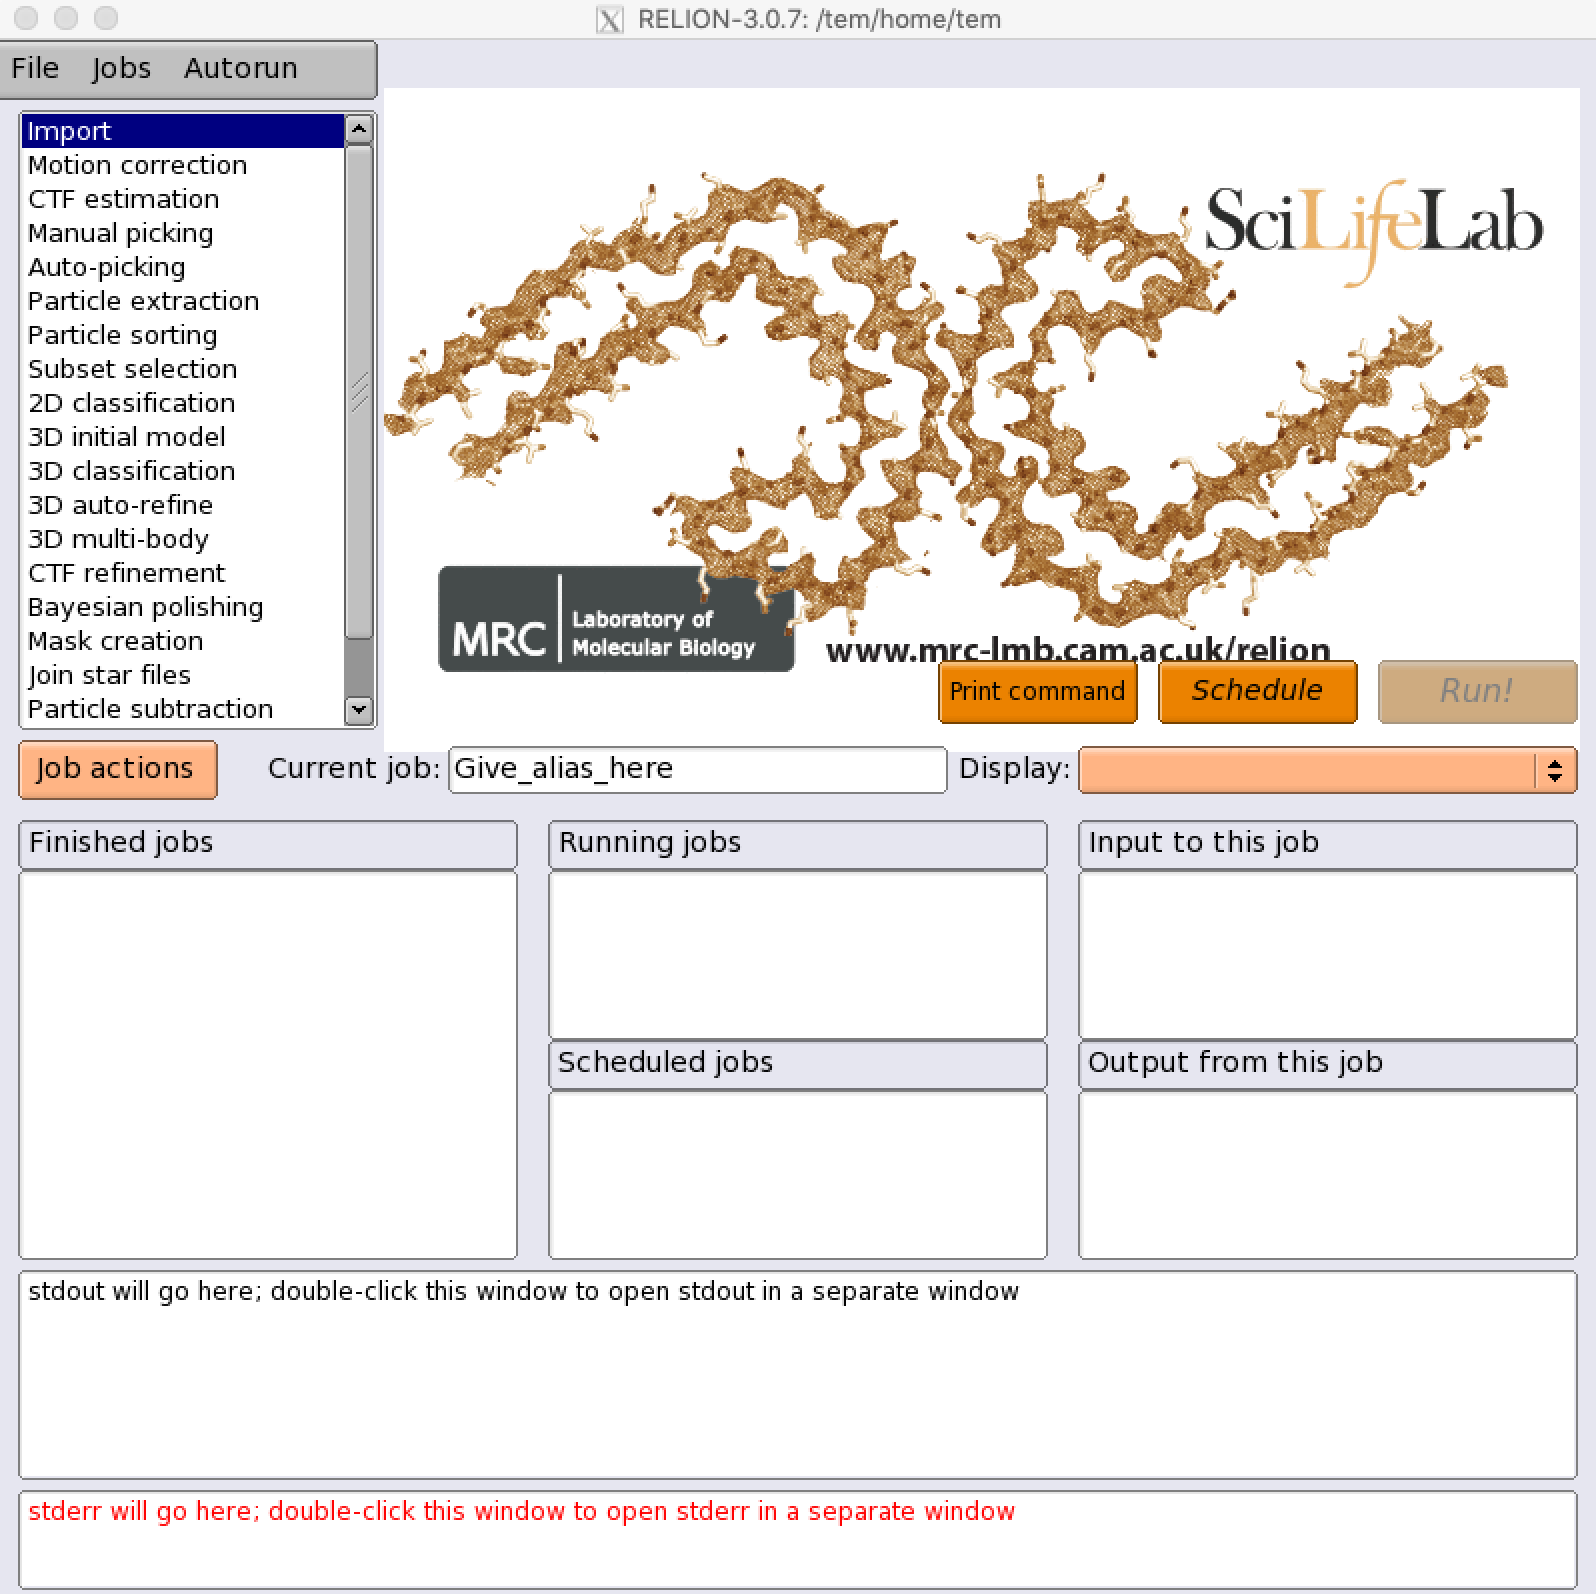 RELION-3.0.7: /tem/home/tem
File Jobs Autorun
Import
Motion correction
CTF estimation
Manual picking
Auto-picking
Particle extraction
Particle sorting
Subset selection
2D classification
3D initial model
3D classification
3D auto-refine
3D multi-body
CTF refinement
Bayesian polishing
Mask creation
Join star files
Particle subtraction
SciLifeLab
MRC
Laboratory of
Molecular Biology
www.mrc-lmb.cam.ac.uk/relion
Print command
Schedule
Run!
Job actions
Current job: Give_alias_here
Display:
Finished jobs
Running jobs
Input to this job
Scheduled jobs
Output from this job
stdout will go here; double-click this window to open stdout in a separate window
stderr will go here; double-click this window to open stderr in a separate window